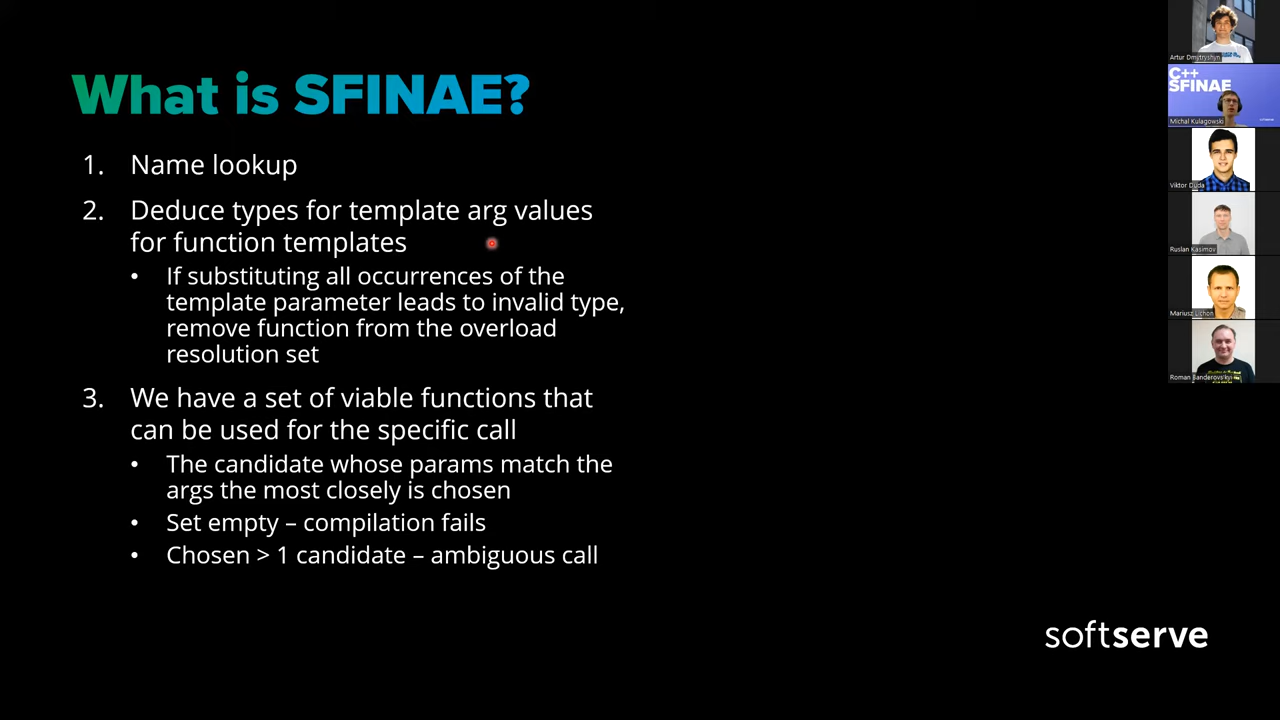 What is SFINAE?
1. Name lookup
2. Deduce types for template arg values
for function templates
• If substituting all occurrences of the
template parameter leads to invalid type,
remove function from the overload
resolution set
3. We have a set of viable functions that
can be used for the specific call
• The candidate whose params match the
args the most closely is chosen
• Set empty – compilation fails
• Chosen > 1 candidate – ambiguous call
softserve
Artur Dmytryshyn
C++
SFINAE
Michal Kulagowski
Viktor Duda
Ruslan Kasimov
Mariusz Lichon
Roman Banderovs'kyi